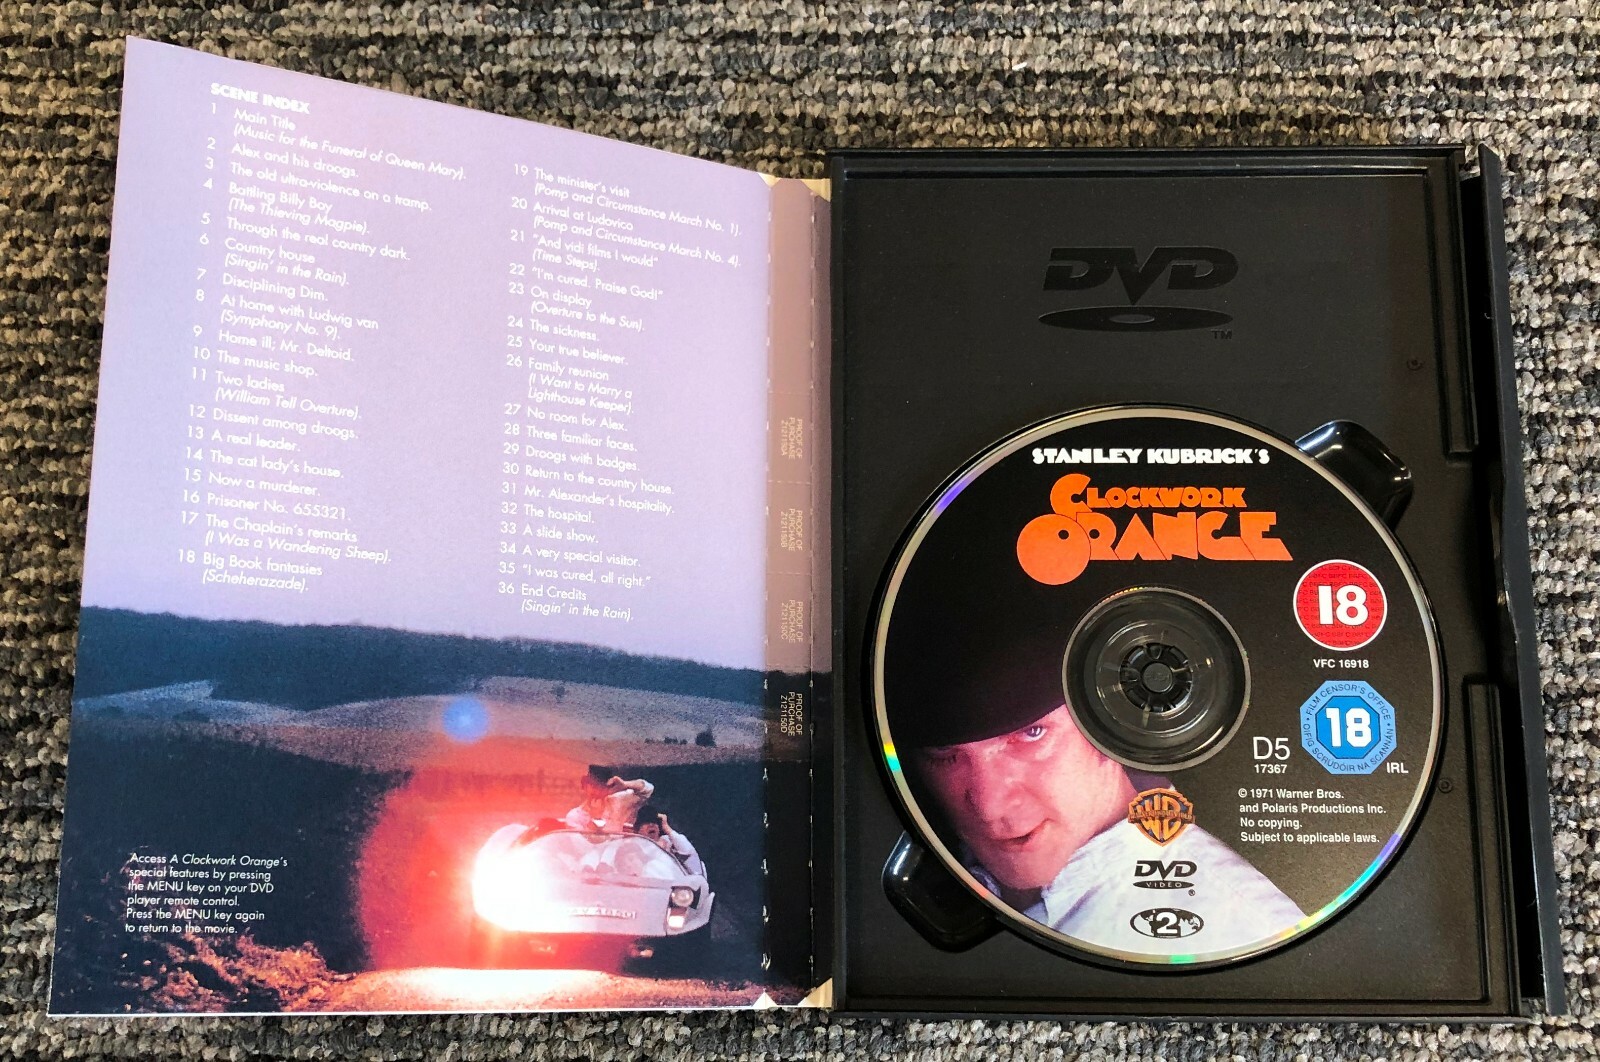 SCENE INDEX
1 Main Title
(Music for the Funeral of Queen Mary).
2 Alex and his droogs.
3 The old ultra-violence on a tramp.
4 Battling Billy Boy
(The Thieving Magpie).
5 Through the real country dark.
6 Country house
(Singin' in the Rain).
7 Disciplining Dim.
8 At home with Ludwig van
(Symphony No. 9).
9 Home ill; Mr. Deltoid.
10 The music shop.
11 Two ladies
(William Tell Overture).
12 Dissent among droogs.
13 A real leader.
14 The cat lady's house.
15 Now a murderer.
16 Prisoner No. 655321.
17 The Chaplain's remarks
(I Was a Wandering Sheep).
18 Big Book fantasies
(Scheherazade).
19 The minister's visit
(Pomp and Circumstance March No. 1).
20 Arrival at Ludovico
(Pomp and Circumstance March No. 4).
21 "And vidi films I would"
(Time Steps).
22 "I'm cured. Praise God!"
23 On display
(Overture to the Sun).
24 The sickness.
25 Your true believer.
26 Family reunion
(I Want to Marry a
Lighthouse Keeper).
27 No room for Alex.
28 Three familiar faces.
29 Droogs with badges.
30 Return to the country house.
31 Mr. Alexander's hospitality.
32 The hospital.
33 A slide show.
34 A very special visitor.
35 "I was cured, all right."
36 End Credits
(Singin' in the Rain).
Access A Clockwork Orange's
special features by pressing
the MENU key on your DVD
player remote control.
Press the MENU key again
to return to the movie.
PROOF OF
PURCHASE
Z121150A
PROOF OF
PURCHASE
Z121150B
PROOF OF
PURCHASE
Z121150C
PROOF OF
PURCHASE
Z121150D
DVD
TM
STANLEY KUBRICK'S
CLOCKWORK
ORANGE
18
VFC 16918
FILM CENSOR'S OFFICE
18
OIFIG SCRÚDÓIR NA SCANNÁN
IRL
D5
17367
© 1971 Warner Bros.
and Polaris Productions Inc.
No copying.
Subject to applicable laws.
WB
DVD
VIDEO
®
2